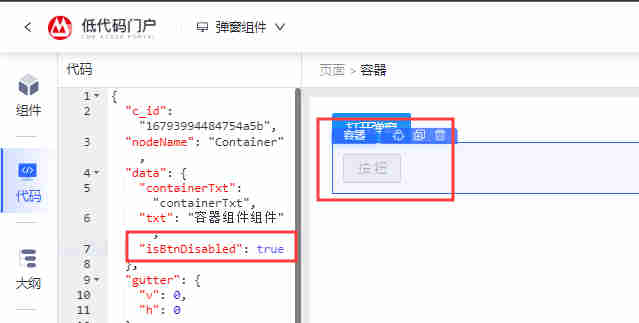 低代码门户
弹窗组件
组件
代码
大纲
代码
1 {
2 "c_id":
"16793994484754a5b",
3 "nodeName": "Container"
,
4 "data": {
5 "containerTxt":
"containerTxt",
6 "txt": "容器组件组件"
,
7 "isBtnDisabled": true
8 },
9 "gutter": {
10 "v": 0,
11 "h": 0
页面 > 容器
打开弹窗
容器
按钮